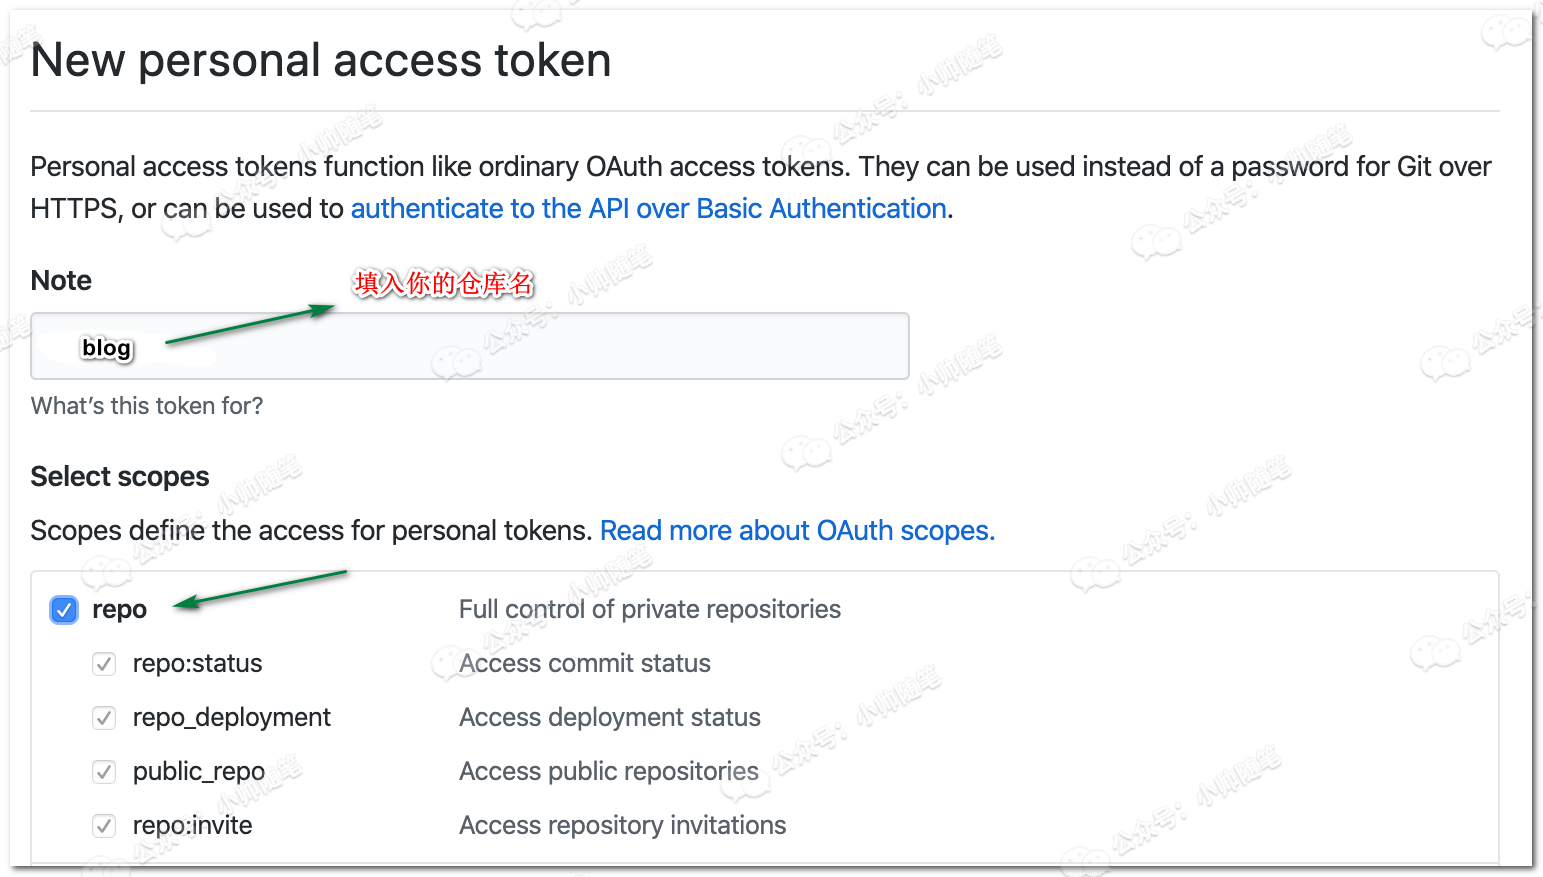 New personal access token
Personal access tokens function like ordinary OAuth access tokens. They can be used instead of a password for Git over
HTTPS, or can be used to authenticate to the API over Basic Authentication.
Note
填入你的仓库名
blog
What's this token for?
Select scopes
Scopes define the access for personal tokens. Read more about OAuth scopes.
repo Full control of private repositories
repo:status Access commit status
repo_deployment Access deployment status
public_repo Access public repositories
repo:invite Access repository invitations
公众号：小帅随笔